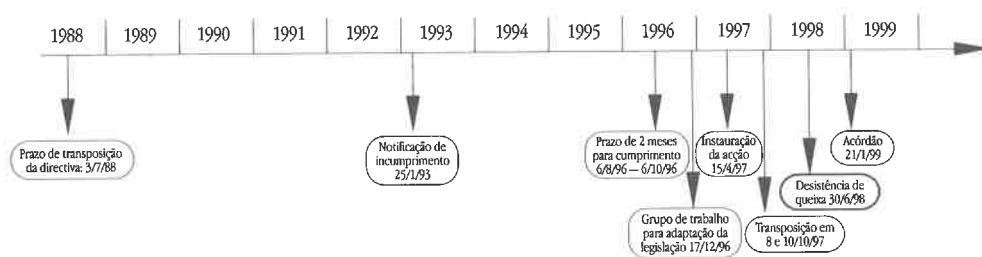 1988 1989 1990 1991 1992 1993 1994 1995 1996 1997 1998 1999
Prazo de transposição
da directiva: 3/7/88
Notificação de
incumprimento
25/1/93
Prazo de 2 meses
para cumprimento
6/8/96 — 6/10/96
Grupo de trabalho
para adaptação da
legislação 17/12/96
Instauração
da acção
15/4/97
Transposição em
8 e 10/10/97
Desistência de
queixa 30/6/98
Acórdão
21/1/99